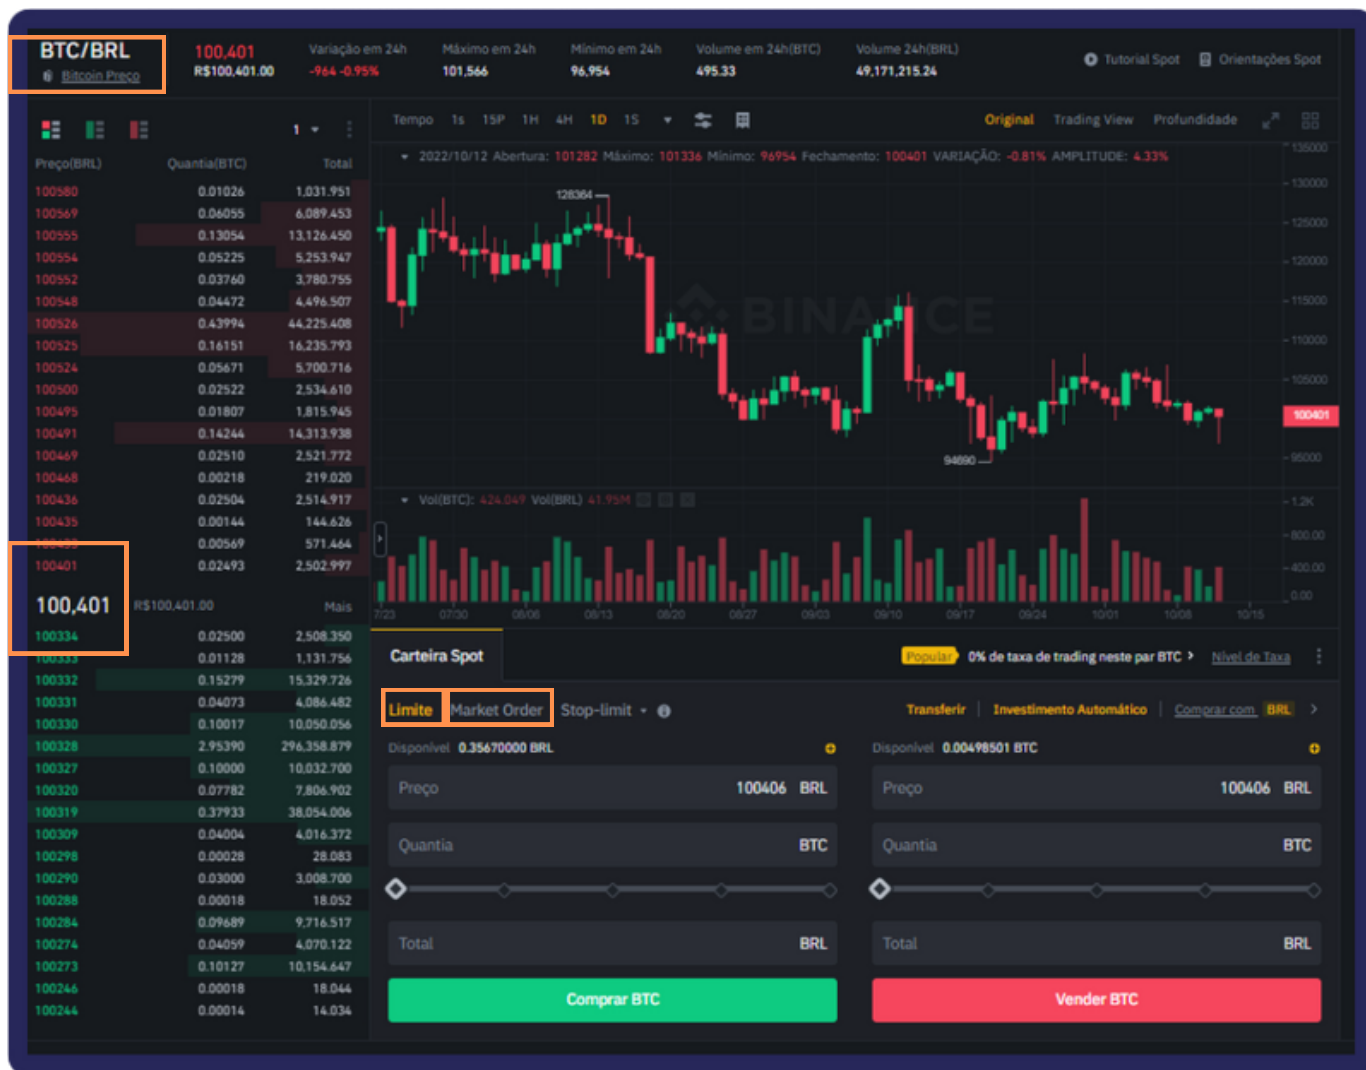 BTC/BRL
Bitcoin Preço
100,401
R$100,401.00
Variação em 24h
-964 -0.95%
Máximo em 24h
101,566
Mínimo em 24h
96,954
Volume em 24h(BTC)
495.33
Volume 24h(BRL)
49,171,215.24
Tutorial Spot
Orientações Spot
1
Preço(BRL) Quantia(BTC) Total
100580 0.01026 1,031.951
100569 0.06055 6,089.453
100555 0.13054 13,126.450
100554 0.05225 5,253.947
100552 0.03760 3,780.755
100548 0.04472 4,496.507
100526 0.43994 44,225.408
100525 0.16151 16,235.793
100524 0.05671 5,700.716
100500 0.02522 2,534.610
100495 0.01807 1,815.945
100491 0.14244 14,313.938
100469 0.02510 2,521.772
100468 0.00218 219.020
100436 0.02504 2,514.917
100435 0.00144 144.626
100433 0.00569 571.464
100401 0.02493 2,502.997
100,401 R$100,401.00 Mais
100334 0.02500 2,508.350
100333 0.01128 1,131.756
100332 0.15279 15,329.726
100331 0.04073 4,086.482
100330 0.10017 10,050.056
100328 2.95390 296,358.879
100327 0.10000 10,032.700
100320 0.07782 7,806.902
100319 0.37933 38,054.006
100309 0.04004 4,016.372
100298 0.00028 28.083
100290 0.03000 3,008.700
100288 0.00018 18.052
100284 0.09689 9,716.517
100274 0.04059 4,070.122
100273 0.10127 10,154.647
100246 0.00018 18.044
100244 0.00014 14.034
Tempo 1s 15P 1H 4H 1D 1S
Original Trading View Profundidade
2022/10/12 Abertura: 101282 Máximo: 101336 Mínimo: 96954 Fechamento: 100401 VARIAÇÃO: -0.81% AMPLITUDE: 4.33%
135000
130000
128364
125000
120000
115000
BINANCE
110000
105000
100401
95000
94690
Vol(BTC): 424.049 Vol(BRL) 41.95M
1.2K
800.00
400.00
0.00
7/23 07/30 08/06 08/13 08/20 08/27 09/03 09/10 09/17 09/24 10/01 10/08 10/15
Carteira Spot
Popular 0% de taxa de trading neste par BTC > Nível de Taxa
Limite Market Order Stop-limit
Transferir | Investimento Automático | Comprar com BRL >
Disponível 0.35670000 BRL
Preço 100406 BRL
Quantia BTC
Total BRL
Comprar BTC
Disponível 0.00498501 BTC
Preço 100406 BRL
Quantia BTC
Total BRL
Vender BTC